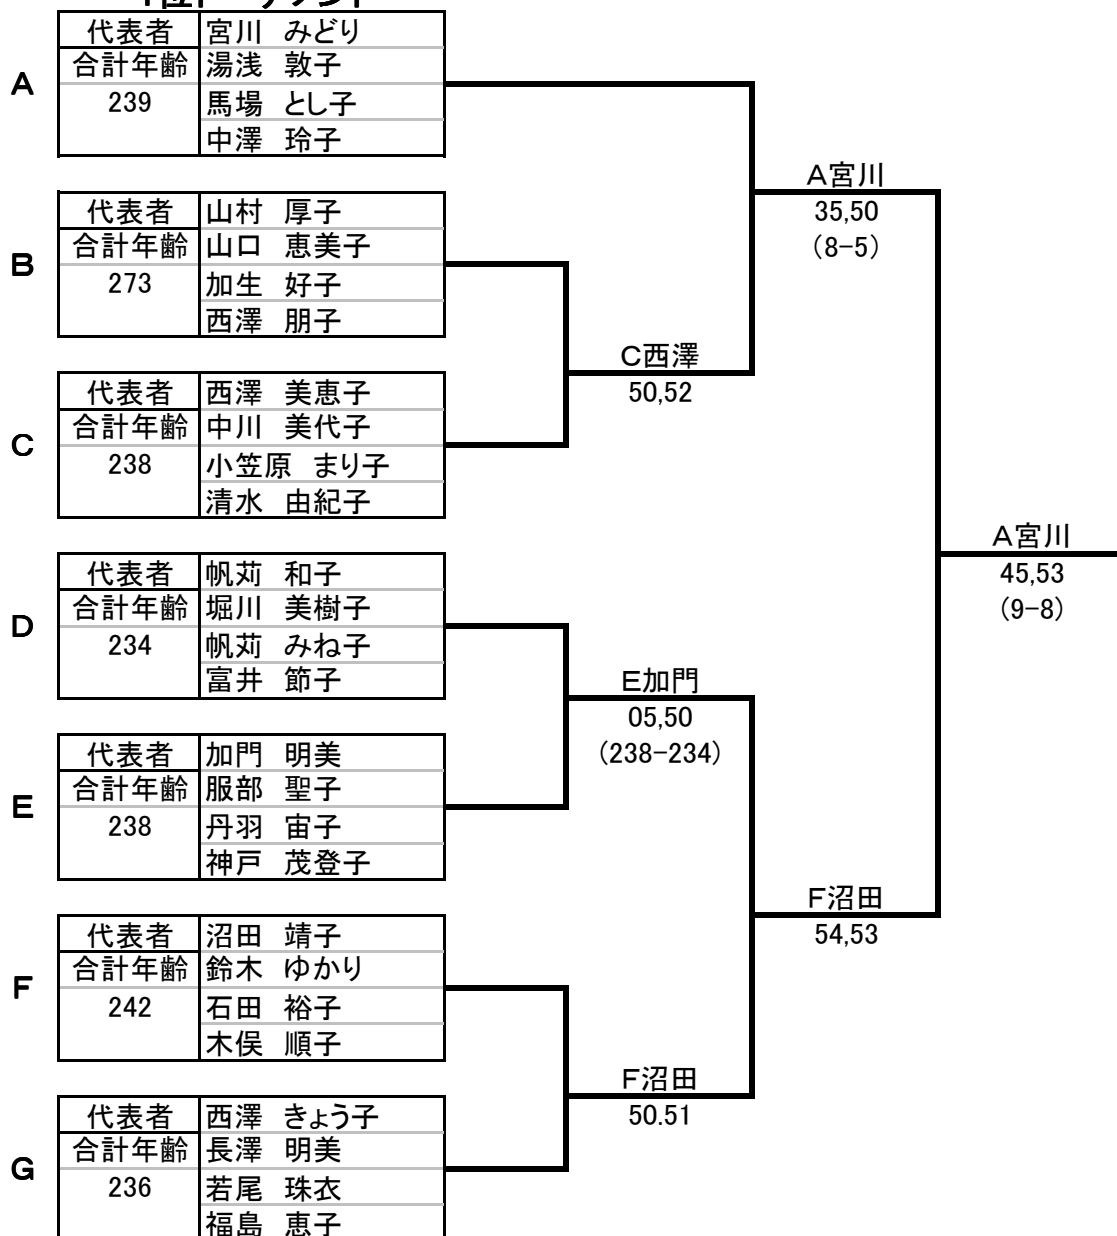 A
代表者 宮川 みどり
合計年齢 湯浅 敦子
239 馬場 とし子
中澤 玲子
B
代表者 山村 厚子
合計年齢 山口 恵美子
273 加生 好子
西澤 朋子
C
代表者 西澤 美恵子
合計年齢 中川 美代子
238 小笠原 まり子
清水 由紀子
D
代表者 帆苅 和子
合計年齢 堀川 美樹子
234 帆苅 みね子
富井 節子
E
代表者 加門 明美
合計年齢 服部 聖子
238 丹羽 宙子
神戸 茂登子
F
代表者 沼田 靖子
合計年齢 鈴木 ゆかり
242 石田 裕子
木俣 順子
G
代表者 西澤 きょう子
合計年齢 長澤 明美
236 若尾 珠衣
福島 恵子
C西澤
50,52
E加門
05,50
(238-234)
F沼田
50.51
A宮川
35,50
(8-5)
F沼田
54,53
A宮川
45,53
(9-8)